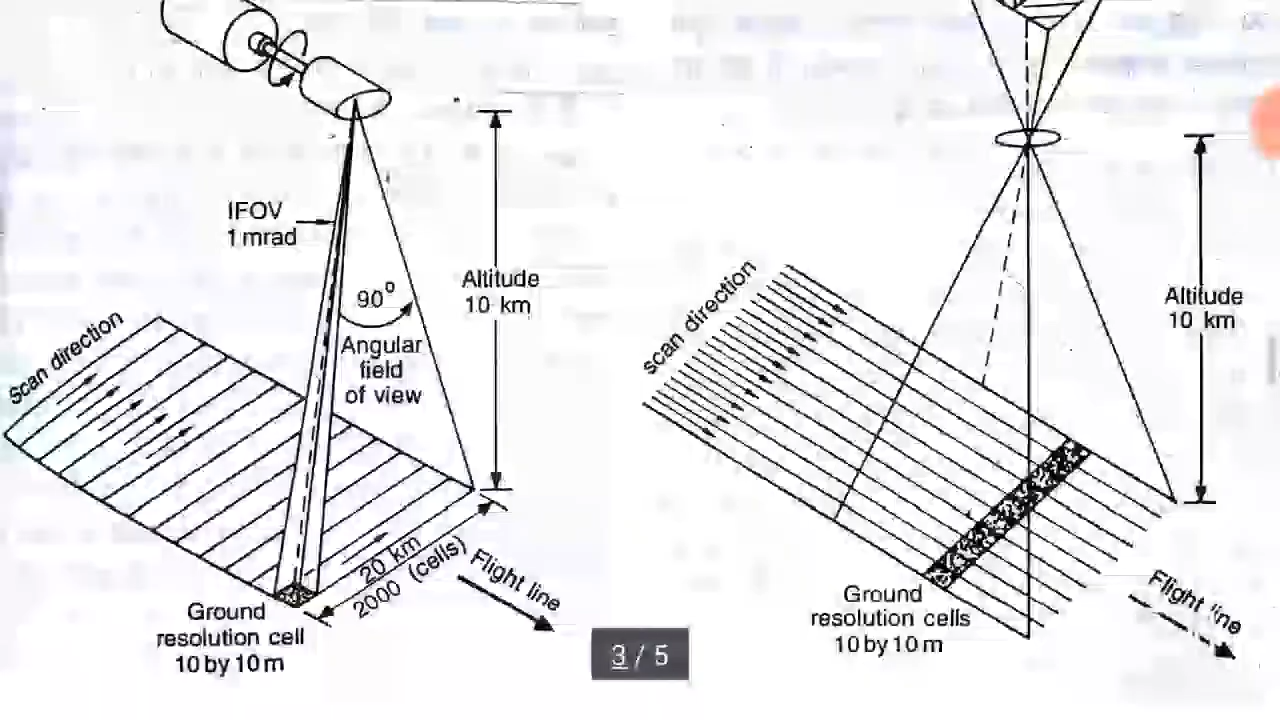 IFOV
1 mrad
90°
Angular
field
of view
Altitude
10 km
Scan direction
20 km
2000 (cells)
Flight line
Ground
resolution cell
10 by 10 m
scan direction
Altitude
10 km
Ground
resolution cells
10 by 10 m
Flight line
3 / 5